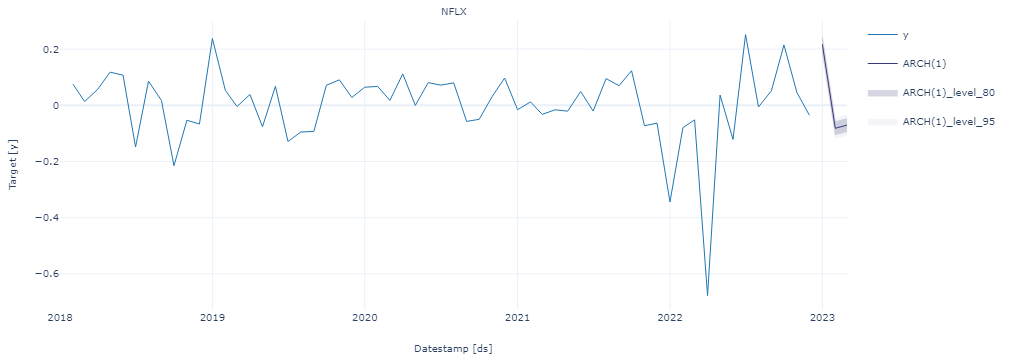 NFLX
y
ARCH(1)
ARCH(1)_level_80
ARCH(1)_level_95
Target [y]
0.2
0
−0.2
−0.4
−0.6
2018
2019
2020
2021
2022
2023
Datestamp [ds]